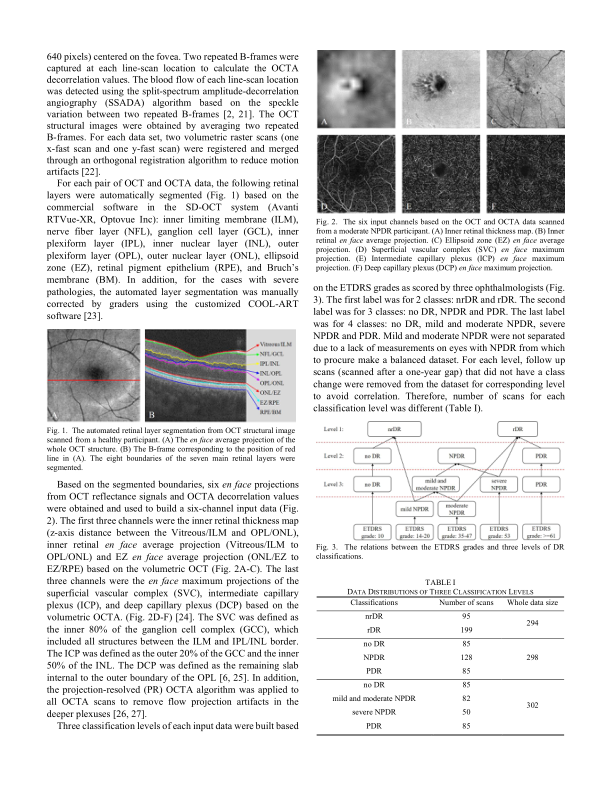 640 pixels) centered on the fovea. Two repeated B-frames were
captured at each line-scan location to calculate the OCTA
decorrelation values. The blood flow of each line-scan location
was detected using the split-spectrum amplitude-decorrelation
angiography (SSADA) algorithm based on the speckle
variation between two repeated B-frames [2, 21]. The OCT
structural images were obtained by averaging two repeated
B-frames. For each data set, two volumetric raster scans (one
x-fast scan and one y-fast scan) were registered and merged
through an orthogonal registration algorithm to reduce motion
artifacts [22].
For each pair of OCT and OCTA data, the following retinal
layers were automatically segmented (Fig. 1) based on the
commercial software in the SD-OCT system (Avanti
RTVue-XR, Optovue Inc): inner limiting membrane (ILM),
nerve fiber layer (NFL), ganglion cell layer (GCL), inner
plexiform layer (IPL), inner nuclear layer (INL), outer
plexiform layer (OPL), outer nuclear layer (ONL), ellipsoid
zone (EZ), retinal pigment epithelium (RPE), and Bruch's
membrane (BM). In addition, for the cases with severe
pathologies, the automated layer segmentation was manually
corrected by graders using the customized COOL-ART
software [23].
A
B
Vitreous/ILM
NFL/GCL
IPL/INL
INL/OPL
OPL/ONL
ONL/EZ
EZ/RPE
RPE/BM
Fig. 1. The automated retinal layer segmentation from OCT structural image
scanned from a healthy participant. (A) The en face average projection of the
whole OCT structure. (B) The B-frame corresponding to the position of red
line in (A). The eight boundaries of the seven main retinal layers were
segmented.
Based on the segmented boundaries, six en face projections
from OCT reflectance signals and OCTA decorrelation values
were obtained and used to build a six-channel input data (Fig.
2). The first three channels were the inner retinal thickness map
(z-axis distance between the Vitreous/ILM and OPL/ONL),
inner retinal en face average projection (Vitreous/ILM to
OPL/ONL) and EZ en face average projection (ONL/EZ to
EZ/RPE) based on the volumetric OCT (Fig. 2A-C). The last
three channels were the en face maximum projections of the
superficial vascular complex (SVC), intermediate capillary
plexus (ICP), and deep capillary plexus (DCP) based on the
volumetric OCTA. (Fig. 2D-F) [24]. The SVC was defined as
the inner 80% of the ganglion cell complex (GCC), which
included all structures between the ILM and IPL/INL border.
The ICP was defined as the outer 20% of the GCC and the inner
50% of the INL. The DCP was defined as the remaining slab
internal to the outer boundary of the OPL [6, 25]. In addition,
the projection-resolved (PR) OCTA algorithm was applied to
all OCTA scans to remove flow projection artifacts in the
deeper plexuses [26, 27].
Three classification levels of each input data were built based
A
B
C
D
E
F
Fig. 2. The six input channels based on the OCT and OCTA data scanned
from a moderate NPDR participant. (A) Inner retinal thickness map. (B) Inner
retinal en face average projection. (C) Ellipsoid zone (EZ) en face average
projection. (D) Superficial vascular complex (SVC) en face maximum
projection. (E) Intermediate capillary plexus (ICP) en face maximum
projection. (F) Deep capillary plexus (DCP) en face maximum projection.
on the ETDRS grades as scored by three ophthalmologists (Fig.
3). The first label was for 2 classes: nrDR and rDR. The second
label was for 3 classes: no DR, NPDR and PDR. The last label
was for 4 classes: no DR, mild and moderate NPDR, severe
NPDR and PDR. Mild and moderate NPDR were not separated
due to a lack of measurements on eyes with NPDR from which
to procure make a balanced dataset. For each level, follow up
scans (scanned after a one-year gap) that did not have a class
change were removed from the dataset for corresponding level
to avoid correlation. Therefore, number of scans for each
classification level was different (Table I).
Level 1: nrDR rDR
Level 2: no DR NPDR PDR
Level 3: no DR mild and moderate NPDR severe NPDR PDR
mild NPDR moderate NPDR
ETDRS grade: 10 ETDRS grade: 14-20 ETDRS grade: 35-47 ETDRS grade: 53 ETDRS grade: >=61
Fig. 3. The relations between the ETDRS grades and three levels of DR
classifications.
TABLE I
DATA DISTRIBUTIONS OF THREE CLASSIFICATION LEVELS
Classifications Number of scans Whole data size
nrDR 95
294
rDR 199
no DR 85
NPDR 128 298
PDR 85
no DR 85
mild and moderate NPDR 82
302
severe NPDR 50
PDR 85